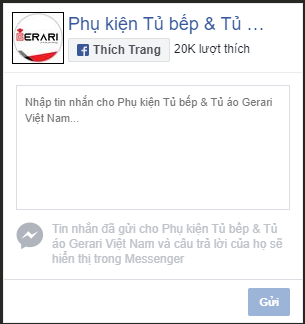 GERARI
Phụ kiện Tủ bếp & Tủ ...
Thích Trang
20K lượt thích
Nhập tin nhắn cho Phụ kiện Tủ bếp & Tủ áo Gerari
Việt Nam...
Tin nhắn đã gửi cho Phụ kiện Tủ bếp & Tủ
áo Gerari Việt Nam và câu trả lời của họ sẽ
hiển thị trong Messenger
Gửi